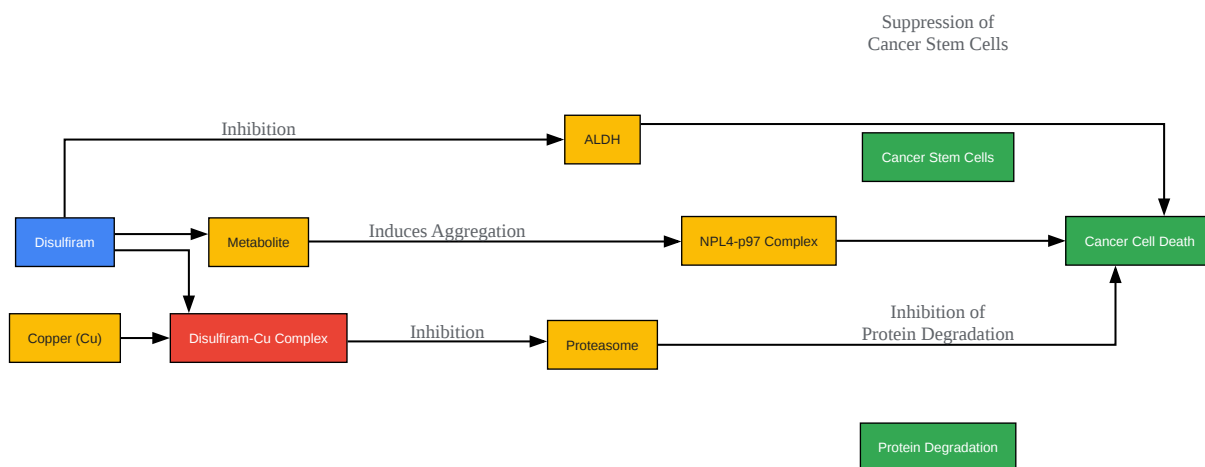 Suppression of
Cancer Stem Cells
Inhibition
ALDH
Cancer Stem Cells
Disulfiram
Metabolite
Induces Aggregation
NPL4-p97 Complex
Cancer Cell Death
Copper (Cu)
Disulfiram-Cu Complex
Inhibition
Proteasome
Inhibition of
Protein Degradation
Protein Degradation